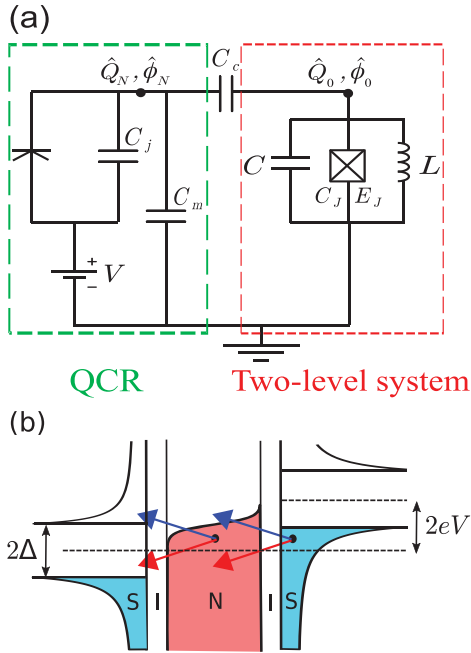 (a)
Q̂_N, ϕ̂_N
C_c
Q̂_0, ϕ̂_0
C_j
C_m
C
C_J E_J
L
+
−
V
QCR
Two-level system
(b)
2Δ
2eV
S I N I S